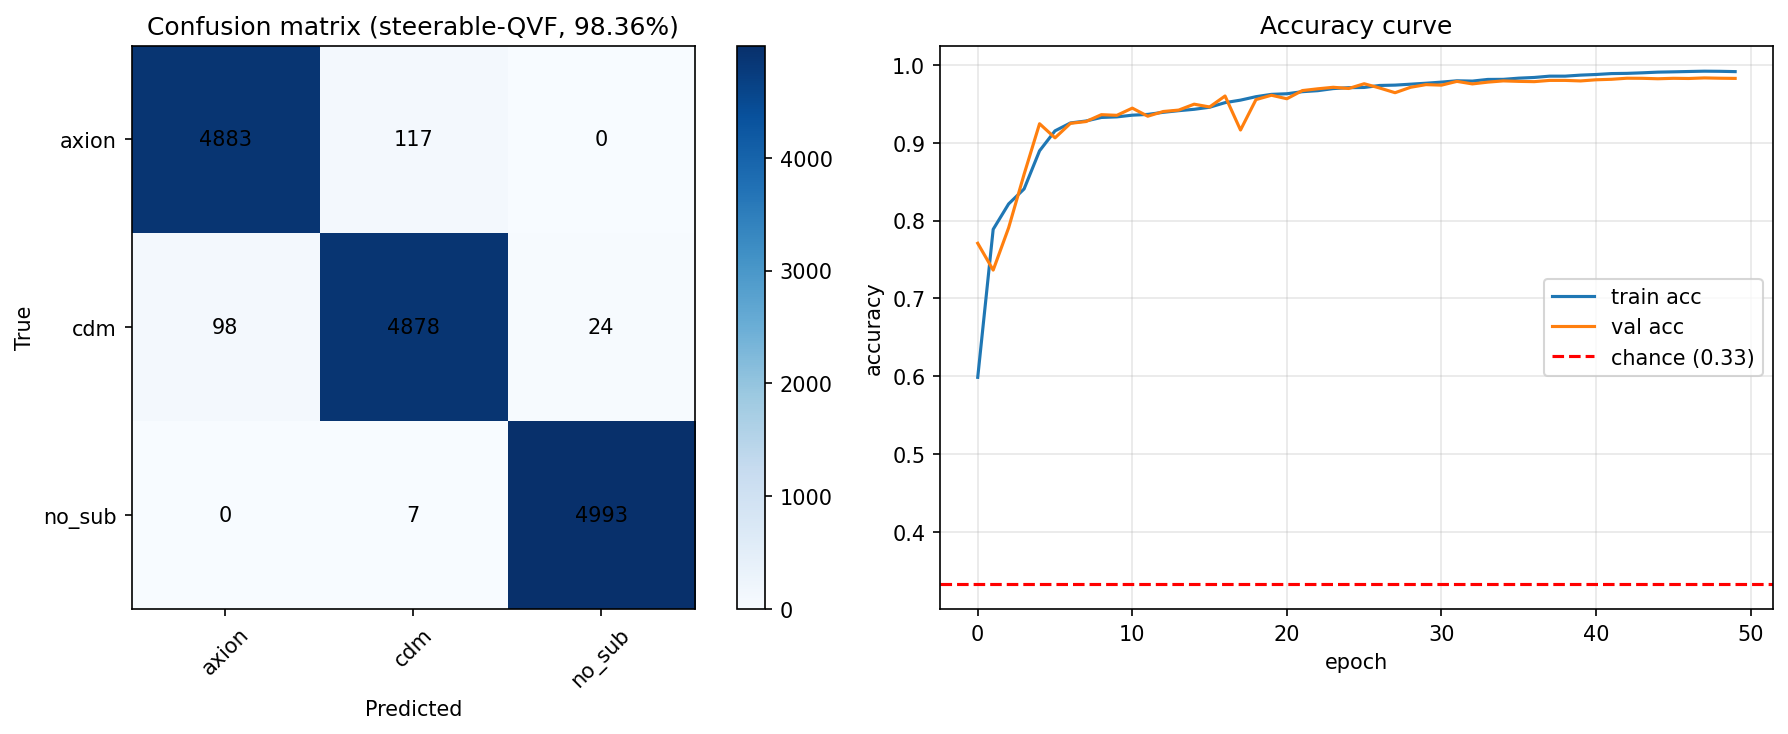 Confusion matrix (steerable-QVF, 98.36%)
True
axion
cdm
no_sub
4883 117 0
98 4878 24
0 7 4993
axion cdm no_sub
Predicted
4000
3000
2000
1000
0
Accuracy curve
accuracy
1.0
0.9
0.8
0.7
0.6
0.5
0.4
train acc
val acc
chance (0.33)
0 10 20 30 40 50
epoch